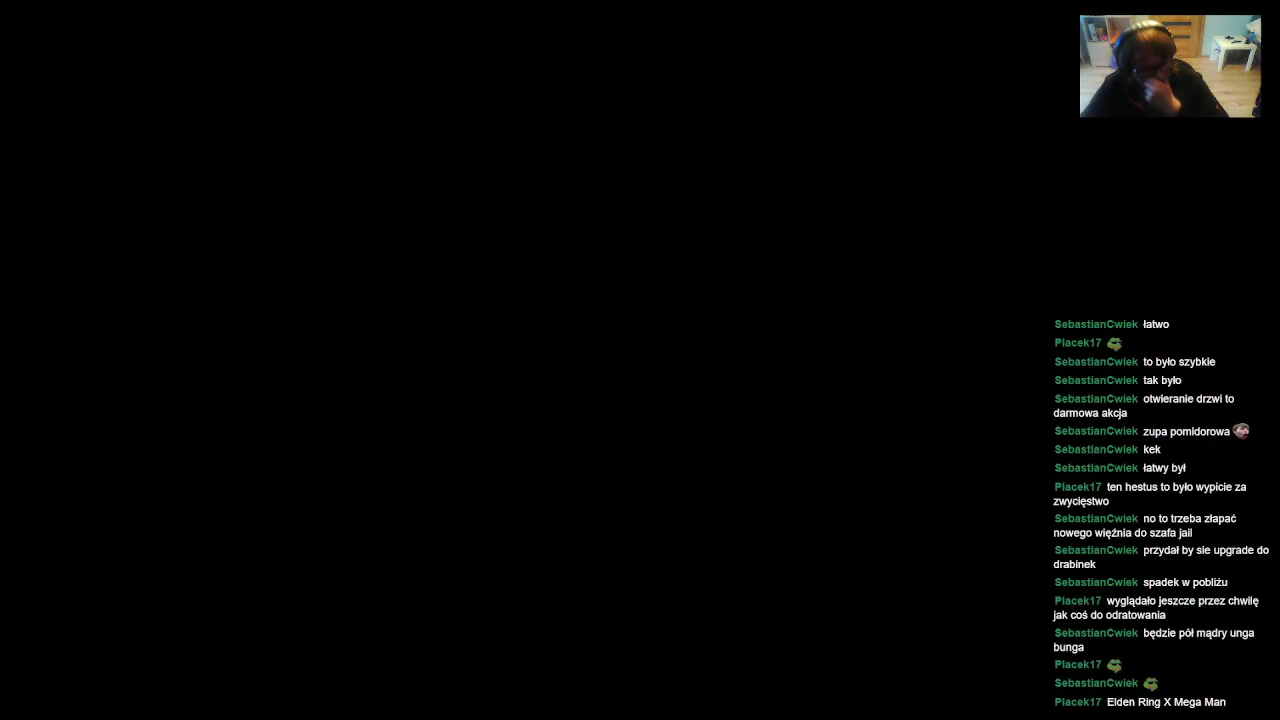 SebastianCwiek łatwo
Placek17
SebastianCwiek to było szybkie
SebastianCwiek tak było
SebastianCwiek otwieranie drzwi to
darmowa akcja
SebastianCwiek zupa pomidorowa
SebastianCwiek kek
SebastianCwiek łatwy był
Placek17 ten hestus to było wypicie za
zwycięstwo
SebastianCwiek no to trzeba złapać
nowego więźnia do szafa jail
SebastianCwiek przydał by sie upgrade do
drabinek
SebastianCwiek spadek w pobliżu
Placek17 wyglądało jeszcze przez chwilę
jak coś do odratowania
SebastianCwiek będzie pół mądry unga
bunga
Placek17
SebastianCwiek
Placek17 Elden Ring X Mega Man